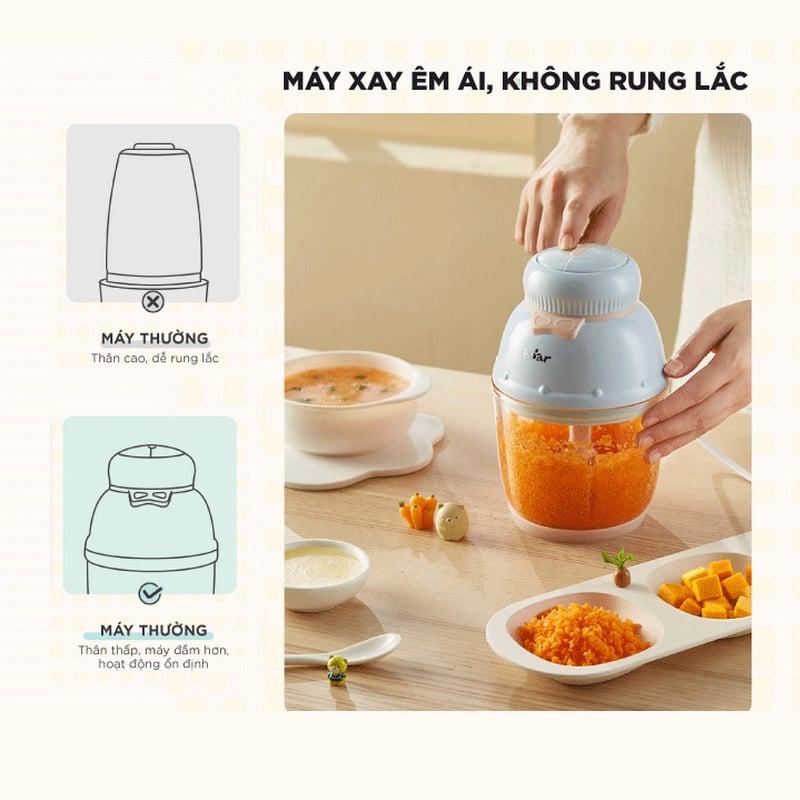 MÁY XAY ÊM ÁI, KHÔNG RUNG LẮC
MÁY THƯỜNG
Thân cao, dễ rung lắc
Bear
MÁY THƯỜNG
Thân thấp, máy đầm hơn,
hoạt động ổn định